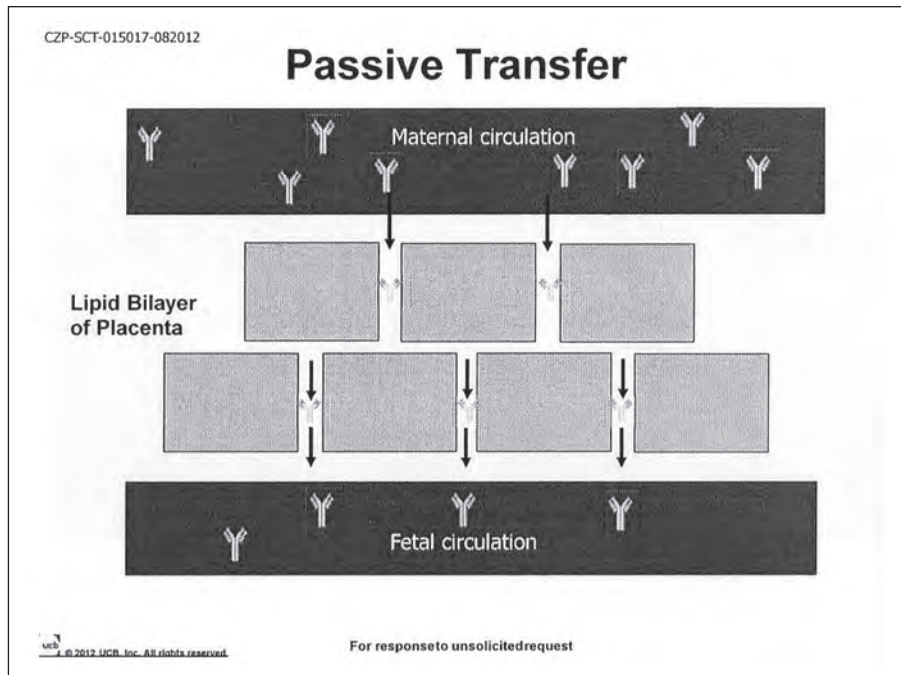 CZP-SCT-015017-082012
Passive Transfer
Maternal circulation
Lipid Bilayer
of Placenta
Fetal circulation
ucb
© 2012 UCB, Inc. All rights reserved.
For responseto unsolicitedrequest